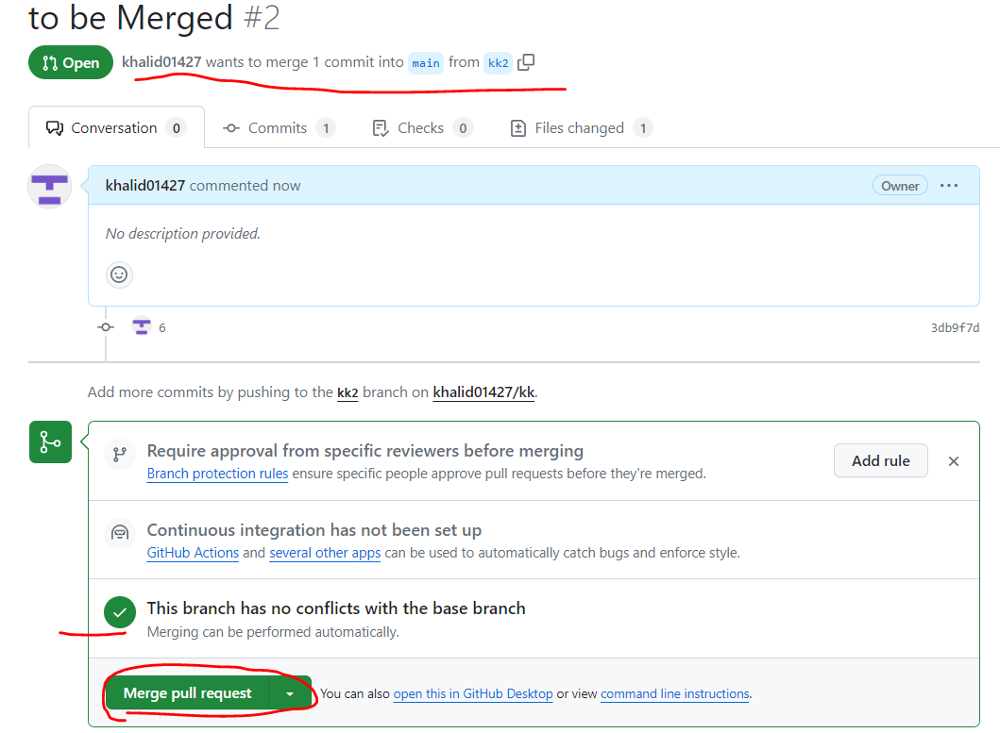 to be Merged #2
Open khalid01427 wants to merge 1 commit into main from kk2
Conversation 0 Commits 1 Checks 0 Files changed 1
khalid01427 commented now Owner
No description provided.
6 3db9f7d
Add more commits by pushing to the kk2 branch on khalid01427/kk.
Require approval from specific reviewers before merging
Branch protection rules ensure specific people approve pull requests before they're merged.
Add rule
Continuous integration has not been set up
GitHub Actions and several other apps can be used to automatically catch bugs and enforce style.
This branch has no conflicts with the base branch
Merging can be performed automatically.
Merge pull request You can also open this in GitHub Desktop or view command line instructions.